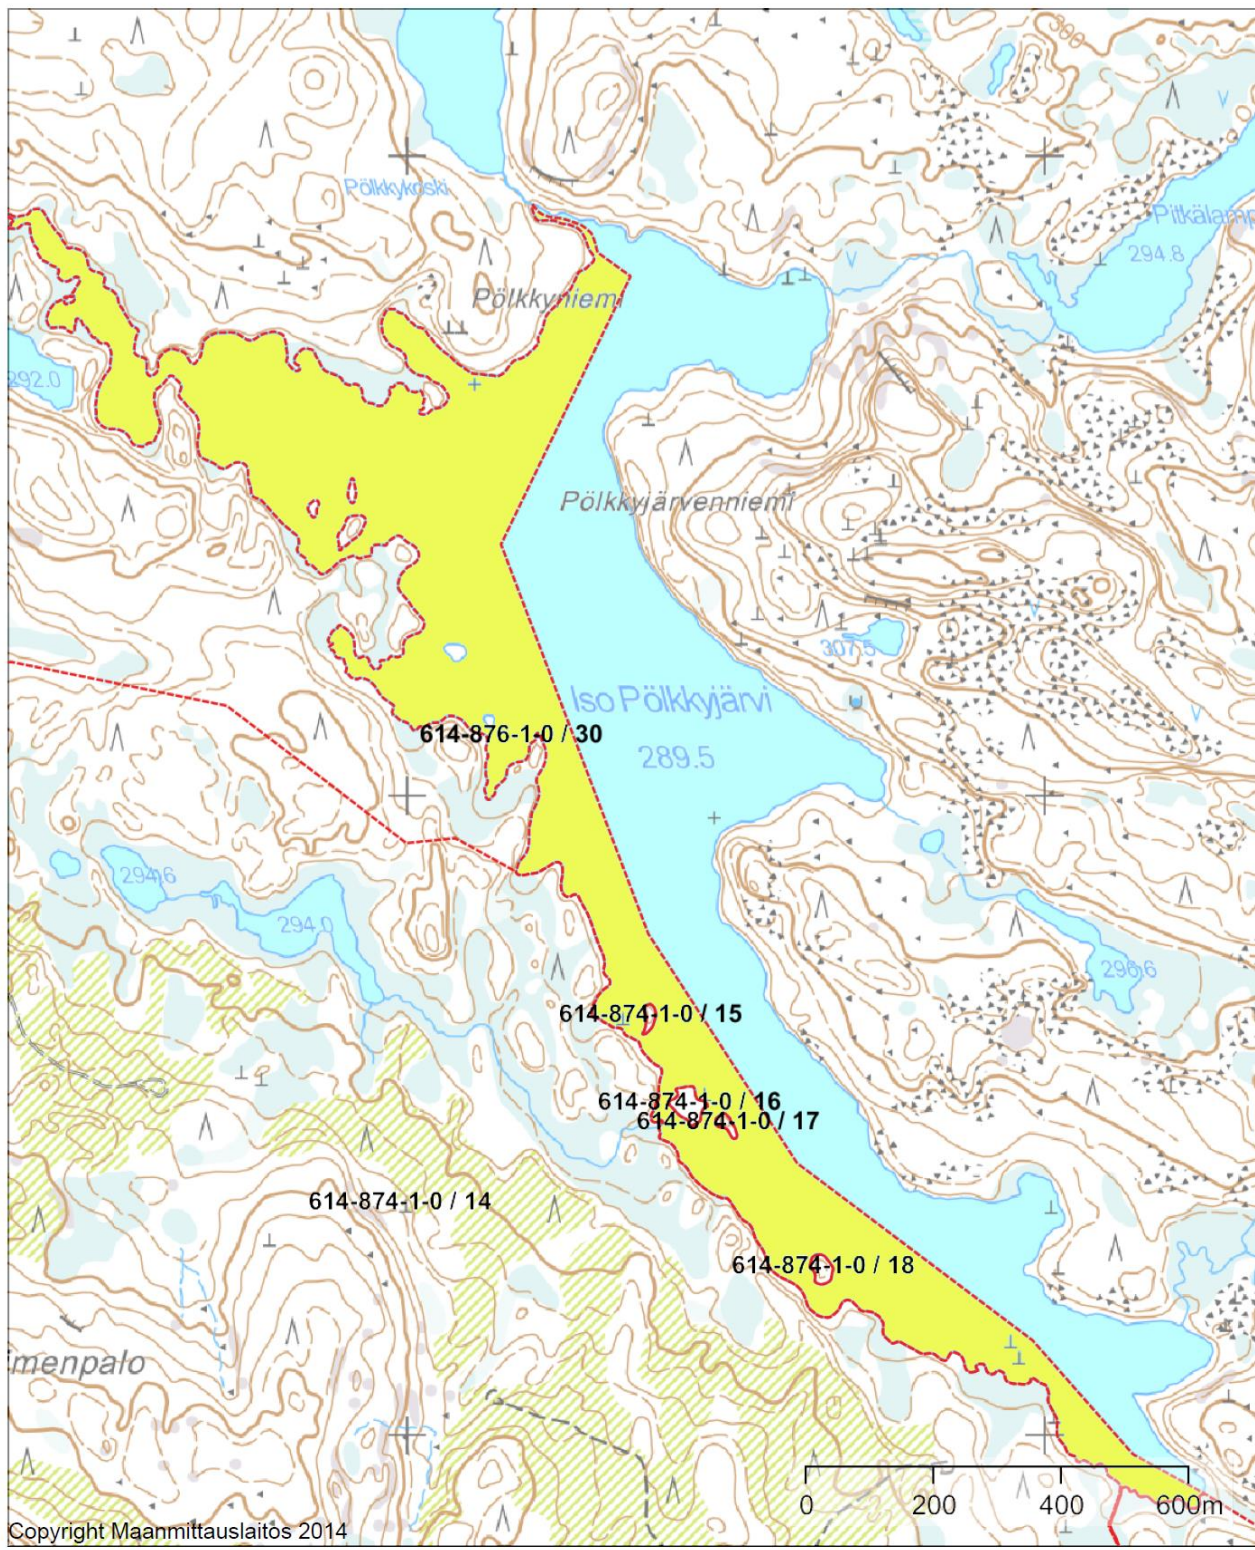 300
Pölkkykoski
Pitkälamp
294.8
Pölkkyniemi
292.0
Pölkkyjärvenniemi
307.5
Iso Pölkkyjärvi
614-876-1-0 / 30
289.5
294.6
294.0
296.6
614-874-1-0 / 15
614-874-1-0 / 16
614-874-1-0 / 17
614-874-1-0 / 14
614-874-1-0 / 18
imenpalo
0 200 400 600m
Copyright Maanmittauslaitos 2014